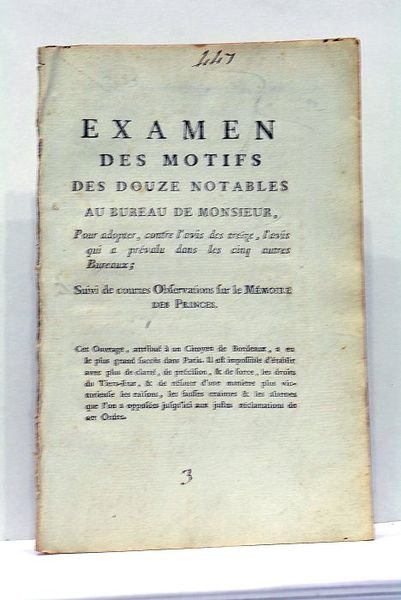 447
EXAMEN
DES MOTIFS
DES DOUZE NOTABLES
AU BUREAU DE MONSIEUR,
Pour adopter, contre l'avis des treize, l'avis
qui a prévalu dans les cinq autres
Bureaux;
Suivi de courtes Observations sur le MÉMOIRE
DES PRINCES.
Cet Ouvrage, attribué à un Citoyen de Bordeaux, a eu
le plus grand succès dans Paris. Il est impossible d'établir
avec plus de clarté, de précision, & de force, les droits
du Tiers-Etat, & de réfuter d'une manière plus vic-
torieuse les raisons, les fausses craintes & les alarmes
que l'on a opposées jusqu'ici aux justes réclamations de
cet Ordre.
3